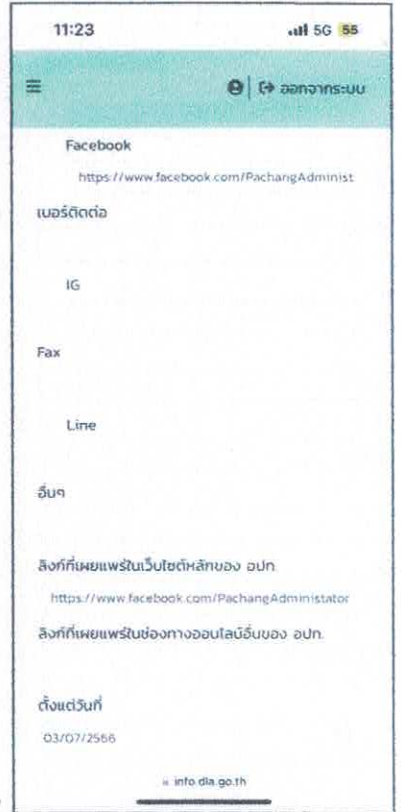 11:23
5G 55
ออกจากระบบ
Facebook
https://www.facebook.com/PachangAdminist
เบอร์ติดต่อ
IG
Fax
Line
อื่นๆ
ลิงก์ที่เผยแพร่ในเว็บไซต์หลักของ อปท
https://www.facebook.com/PachangAdministator
ลิงก์ที่เผยแพร่ในช่องทางออนไลน์อื่นของ อปท.
ตั้งแต่วันที่
03/07/2566
info.dla.go.th